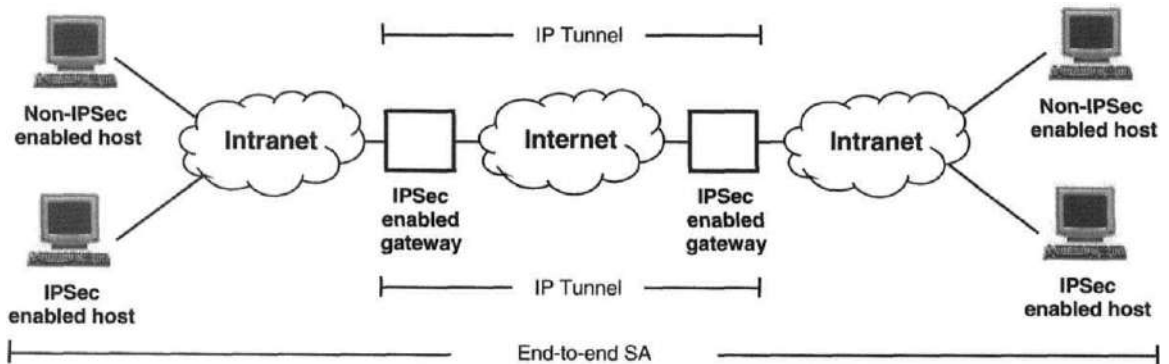 IP Tunnel
Non-IPSec
enabled host
Non-IPSec
enabled host
Intranet
Internet
Intranet
IPSec
enabled
gateway
IPSec
enabled
gateway
IPSec
enabled host
IP Tunnel
IPSec
enabled host
End-to-end SA